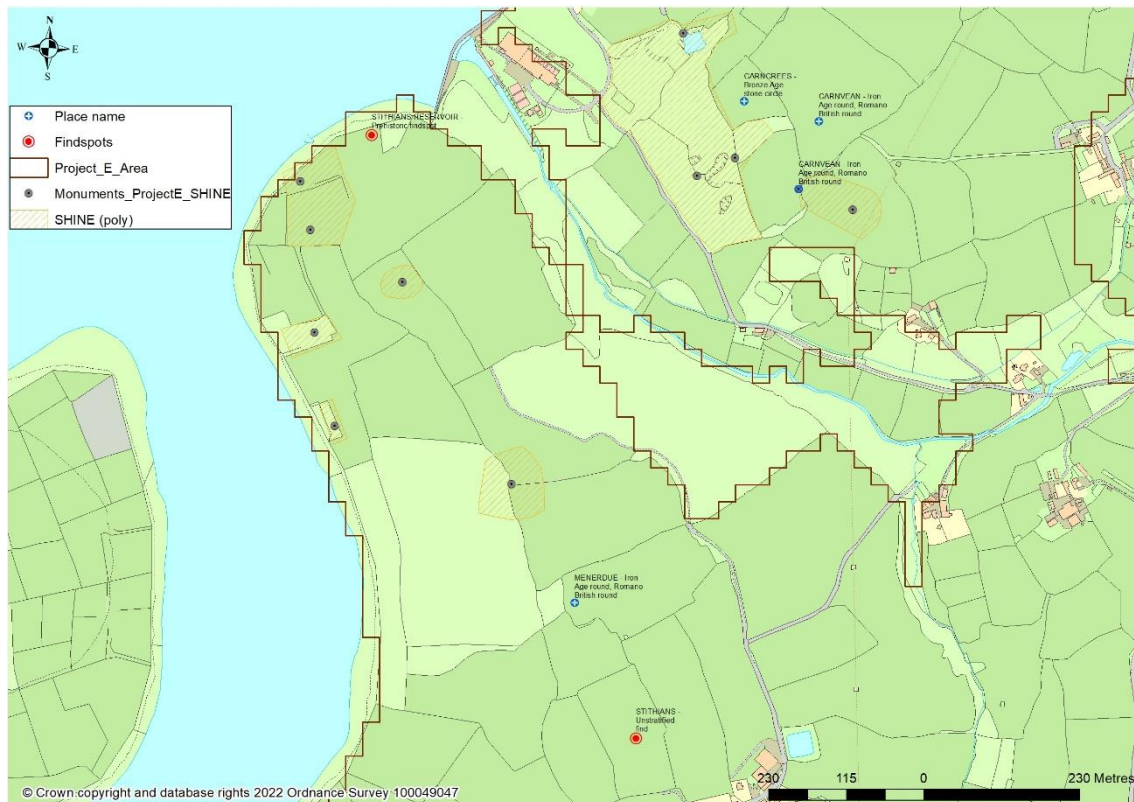 N
W E
S
Place name
Findspots
Project_E_Area
Monuments_ProjectE_SHINE
SHINE (poly)
STITHIANS RESERVOIR -
Prehistoric findspot
CARNCREES -
Bronze Age
stone circle
CARNVEAN - Iron
Age round, Romano
British round
CARNVEAN - Iron
Age round, Romano
British round
MENERDUE - Iron
Age round, Romano
British round
STITHIANS -
Unstratified
find
230 115 0 230 Metres
© Crown copyright and database rights 2022 Ordnance Survey 100049047